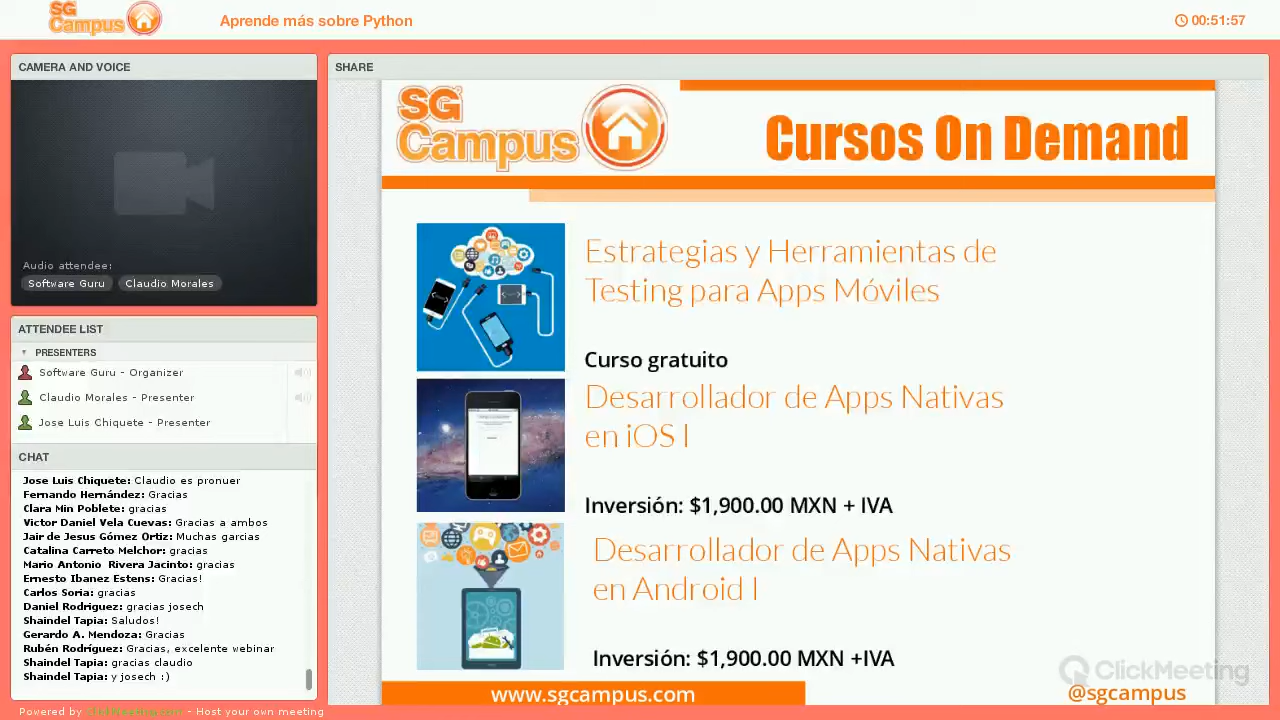 SG
Campus
Aprende más sobre Python
00:51:57
CAMERA AND VOICE
Audio attendee:
Software Guru
Claudio Morales
ATTENDEE LIST
PRESENTERS
Software Guru - Organizer
Claudio Morales - Presenter
Jose Luis Chiquete - Presenter
CHAT
Jose Luis Chiquete: Claudio es pronuer
Fernando Hernández: Gracias
Clara Min Poblete: gracias
Victor Daniel Vela Cuevas: Gracias a ambos
Jair de Jesus Gómez Ortiz: Muchas garcias
Catalina Carreto Melchor: gracias
Mario Antonio Rivera Jacinto: gracias
Ernesto Ibanez Estens: Gracias!
Carlos Soria: gracias
Daniel Rodriguez: gracias josech
Shaindel Tapia: Saludos!
Gerardo A. Mendoza: Gracias
Rubén Rodríguez: Gracias, excelente webinar
Shaindel Tapia: gracias claudio
Shaindel Tapia: y josech :)
Powered by ClickMeeting.com - Host your own meeting
SHARE
SG
Campus
Cursos On Demand
Estrategias y Herramientas de
Testing para Apps Móviles
Curso gratuito
Desarrollador de Apps Nativas
en iOS I
Inversión: $1,900.00 MXN + IVA
Desarrollador de Apps Nativas
en Android I
Inversión: $1,900.00 MXN +IVA
ClickMeeting
www.sgcampus.com
@sgcampus